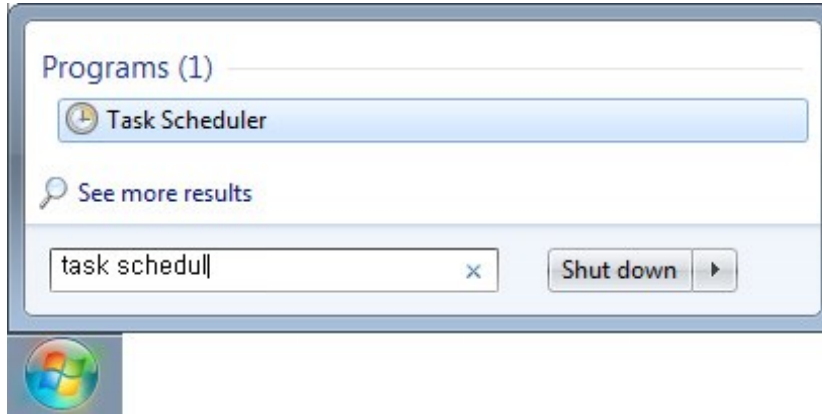 Programs (1)
Task Scheduler
See more results
task schedul
Shut down